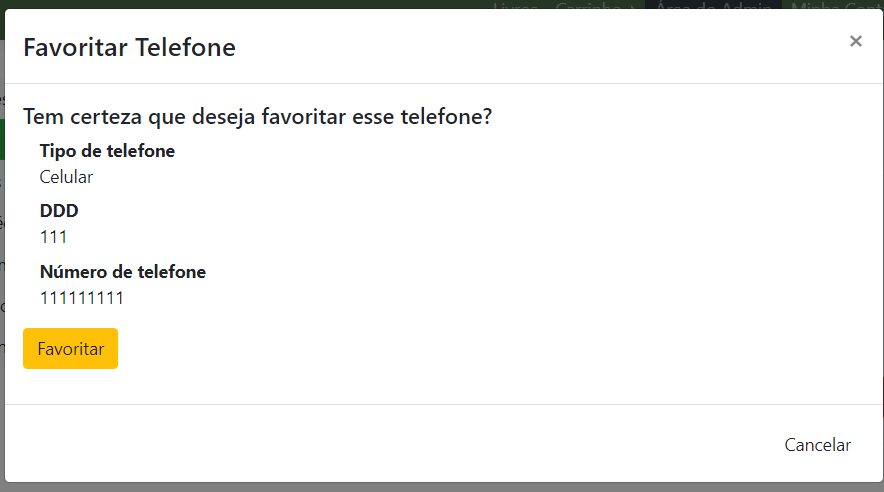 Livros Carrinho Área do Admin Minha Cont
Favoritar Telefone
×
Tem certeza que deseja favoritar esse telefone?
Tipo de telefone
Celular
DDD
111
Número de telefone
111111111
Favoritar
Cancelar